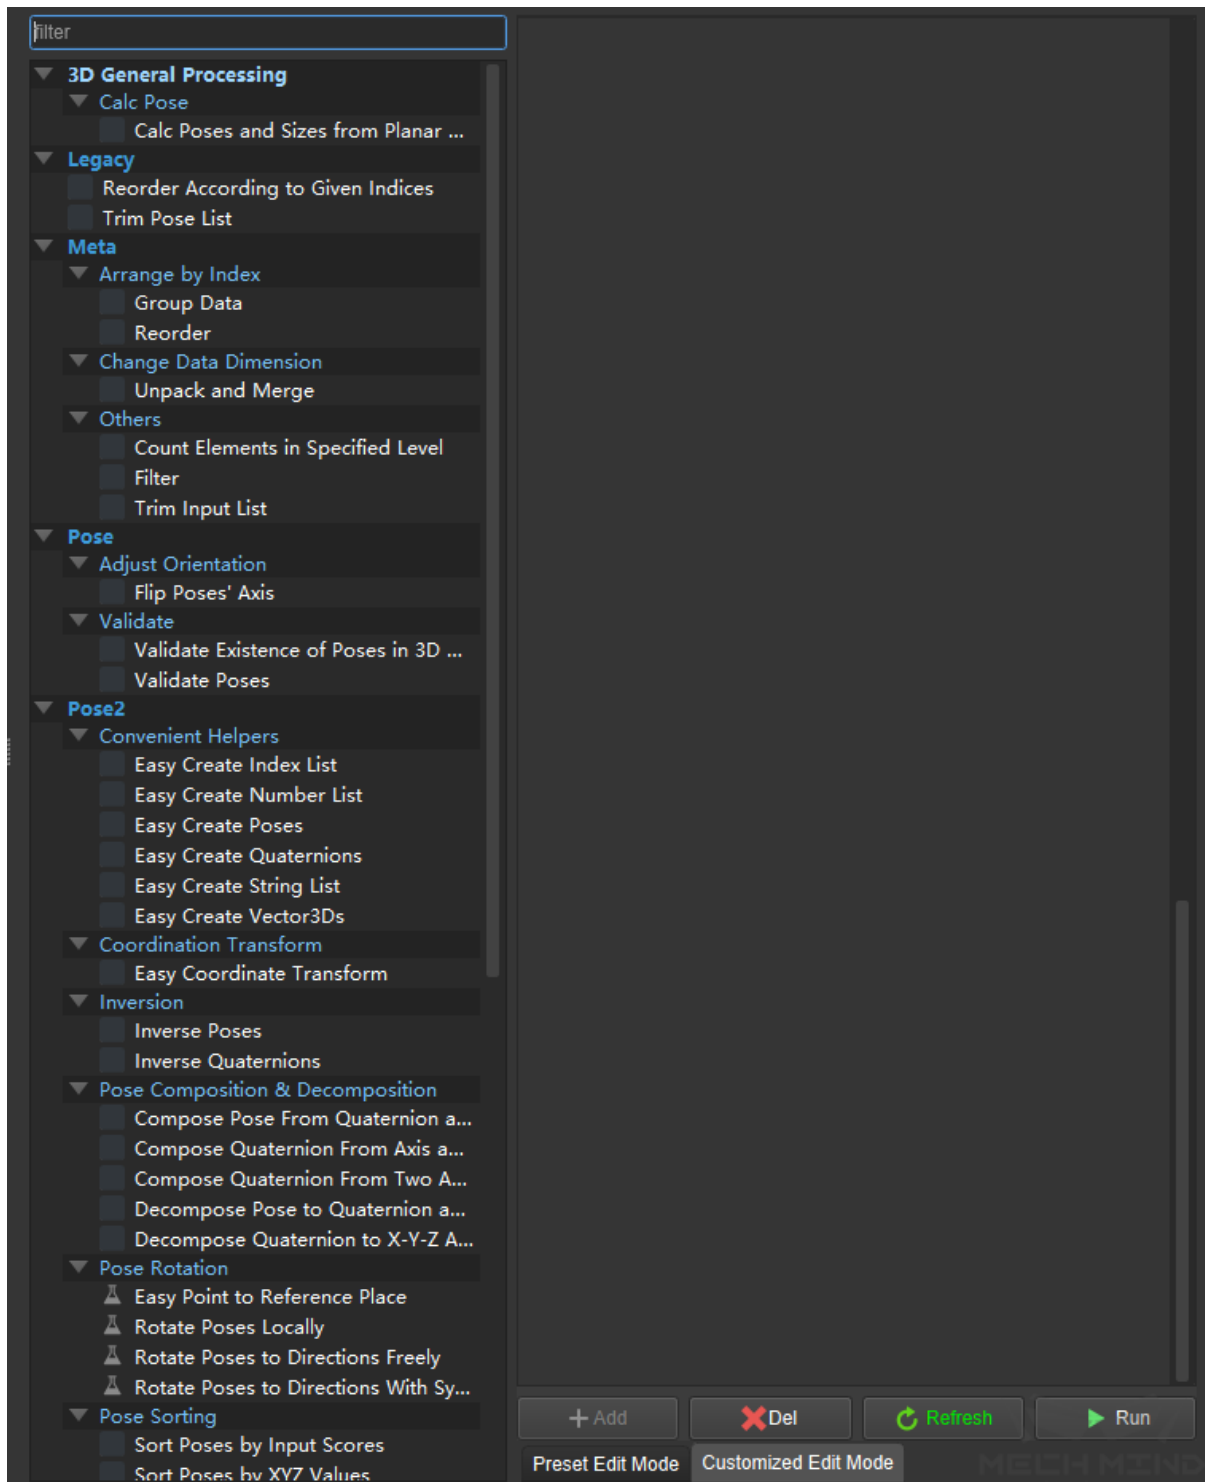 filter
3D General Processing
Calc Pose
Calc Poses and Sizes from Planar ...
Legacy
Reorder According to Given Indices
Trim Pose List
Meta
Arrange by Index
Group Data
Reorder
Change Data Dimension
Unpack and Merge
Others
Count Elements in Specified Level
Filter
Trim Input List
Pose
Adjust Orientation
Flip Poses' Axis
Validate
Validate Existence of Poses in 3D ...
Validate Poses
Pose2
Convenient Helpers
Easy Create Index List
Easy Create Number List
Easy Create Poses
Easy Create Quaternions
Easy Create String List
Easy Create Vector3Ds
Coordination Transform
Easy Coordinate Transform
Inversion
Inverse Poses
Inverse Quaternions
Pose Composition & Decomposition
Compose Pose From Quaternion a...
Compose Quaternion From Axis a...
Compose Quaternion From Two A...
Decompose Pose to Quaternion a...
Decompose Quaternion to X-Y-Z A...
Pose Rotation
Easy Point to Reference Place
Rotate Poses Locally
Rotate Poses to Directions Freely
Rotate Poses to Directions With Sy...
Pose Sorting
Sort Poses by Input Scores
Sort Poses by XYZ Values
Add Del Refresh Run
Preset Edit Mode Customized Edit Mode
MECH MIND